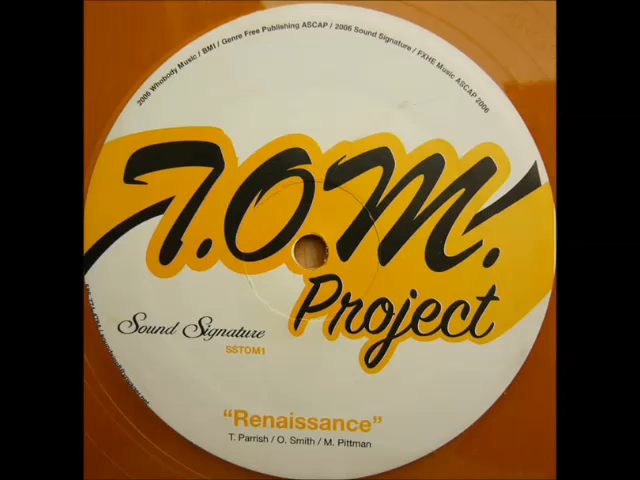 2006 Whobody Music / BMI / Genre Free Publishing ASCAP / 2006 Sound Signature / FXHE Music ASCAP 2006
T.O.M.
Project
Sound Signature
SSTOM1
“Renaissance”
T. Parrish / O. Smith / M. Pittman